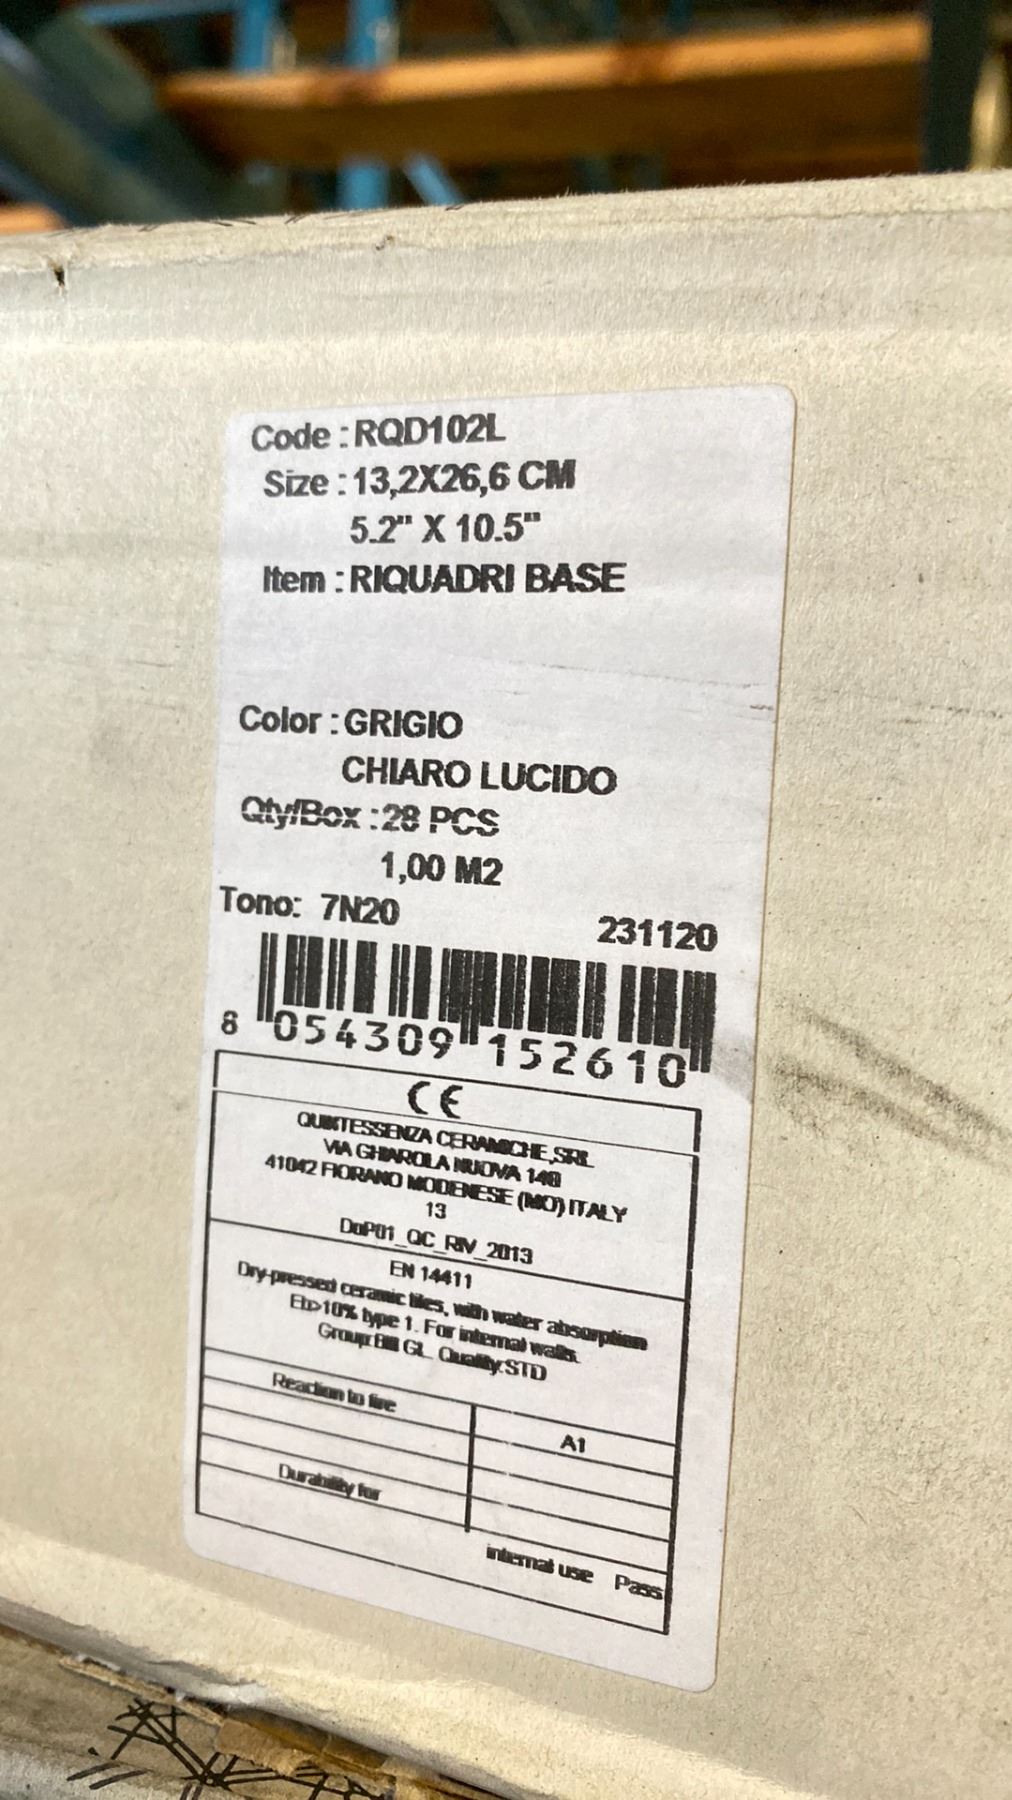 Code : RQD102L
Size : 13,2X26,6 CM
5.2" X 10.5"
Item : RIQUADRI BASE
Color : GRIGIO
CHIARO LUCIDO
Qty/Box : 28 PCS
1,00 M2
Tono: 7N20
231120
8 054309 152610
CE
QUINTESSENZA CERAMICHE,SRL
VIA GHIAROLA NUOVA
41042 FIORANO MODENESE (MO) ITALY
13
DoP01_QC_RIV_2013
EN 14411
Dry-pressed ceramic tiles, with water absorption
Eb>10% type 1. For internal walls.
Group:BIII GL Quality:STD
Reaction to fire
A1
Durability for
internal use Pass